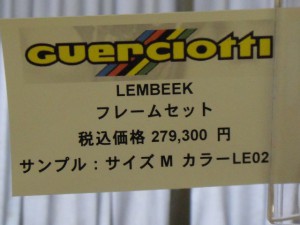 Guerciotti
LEMBEEK
フレームセット
税込価格 279,300 円
サンプル：サイズ M カラーLE02